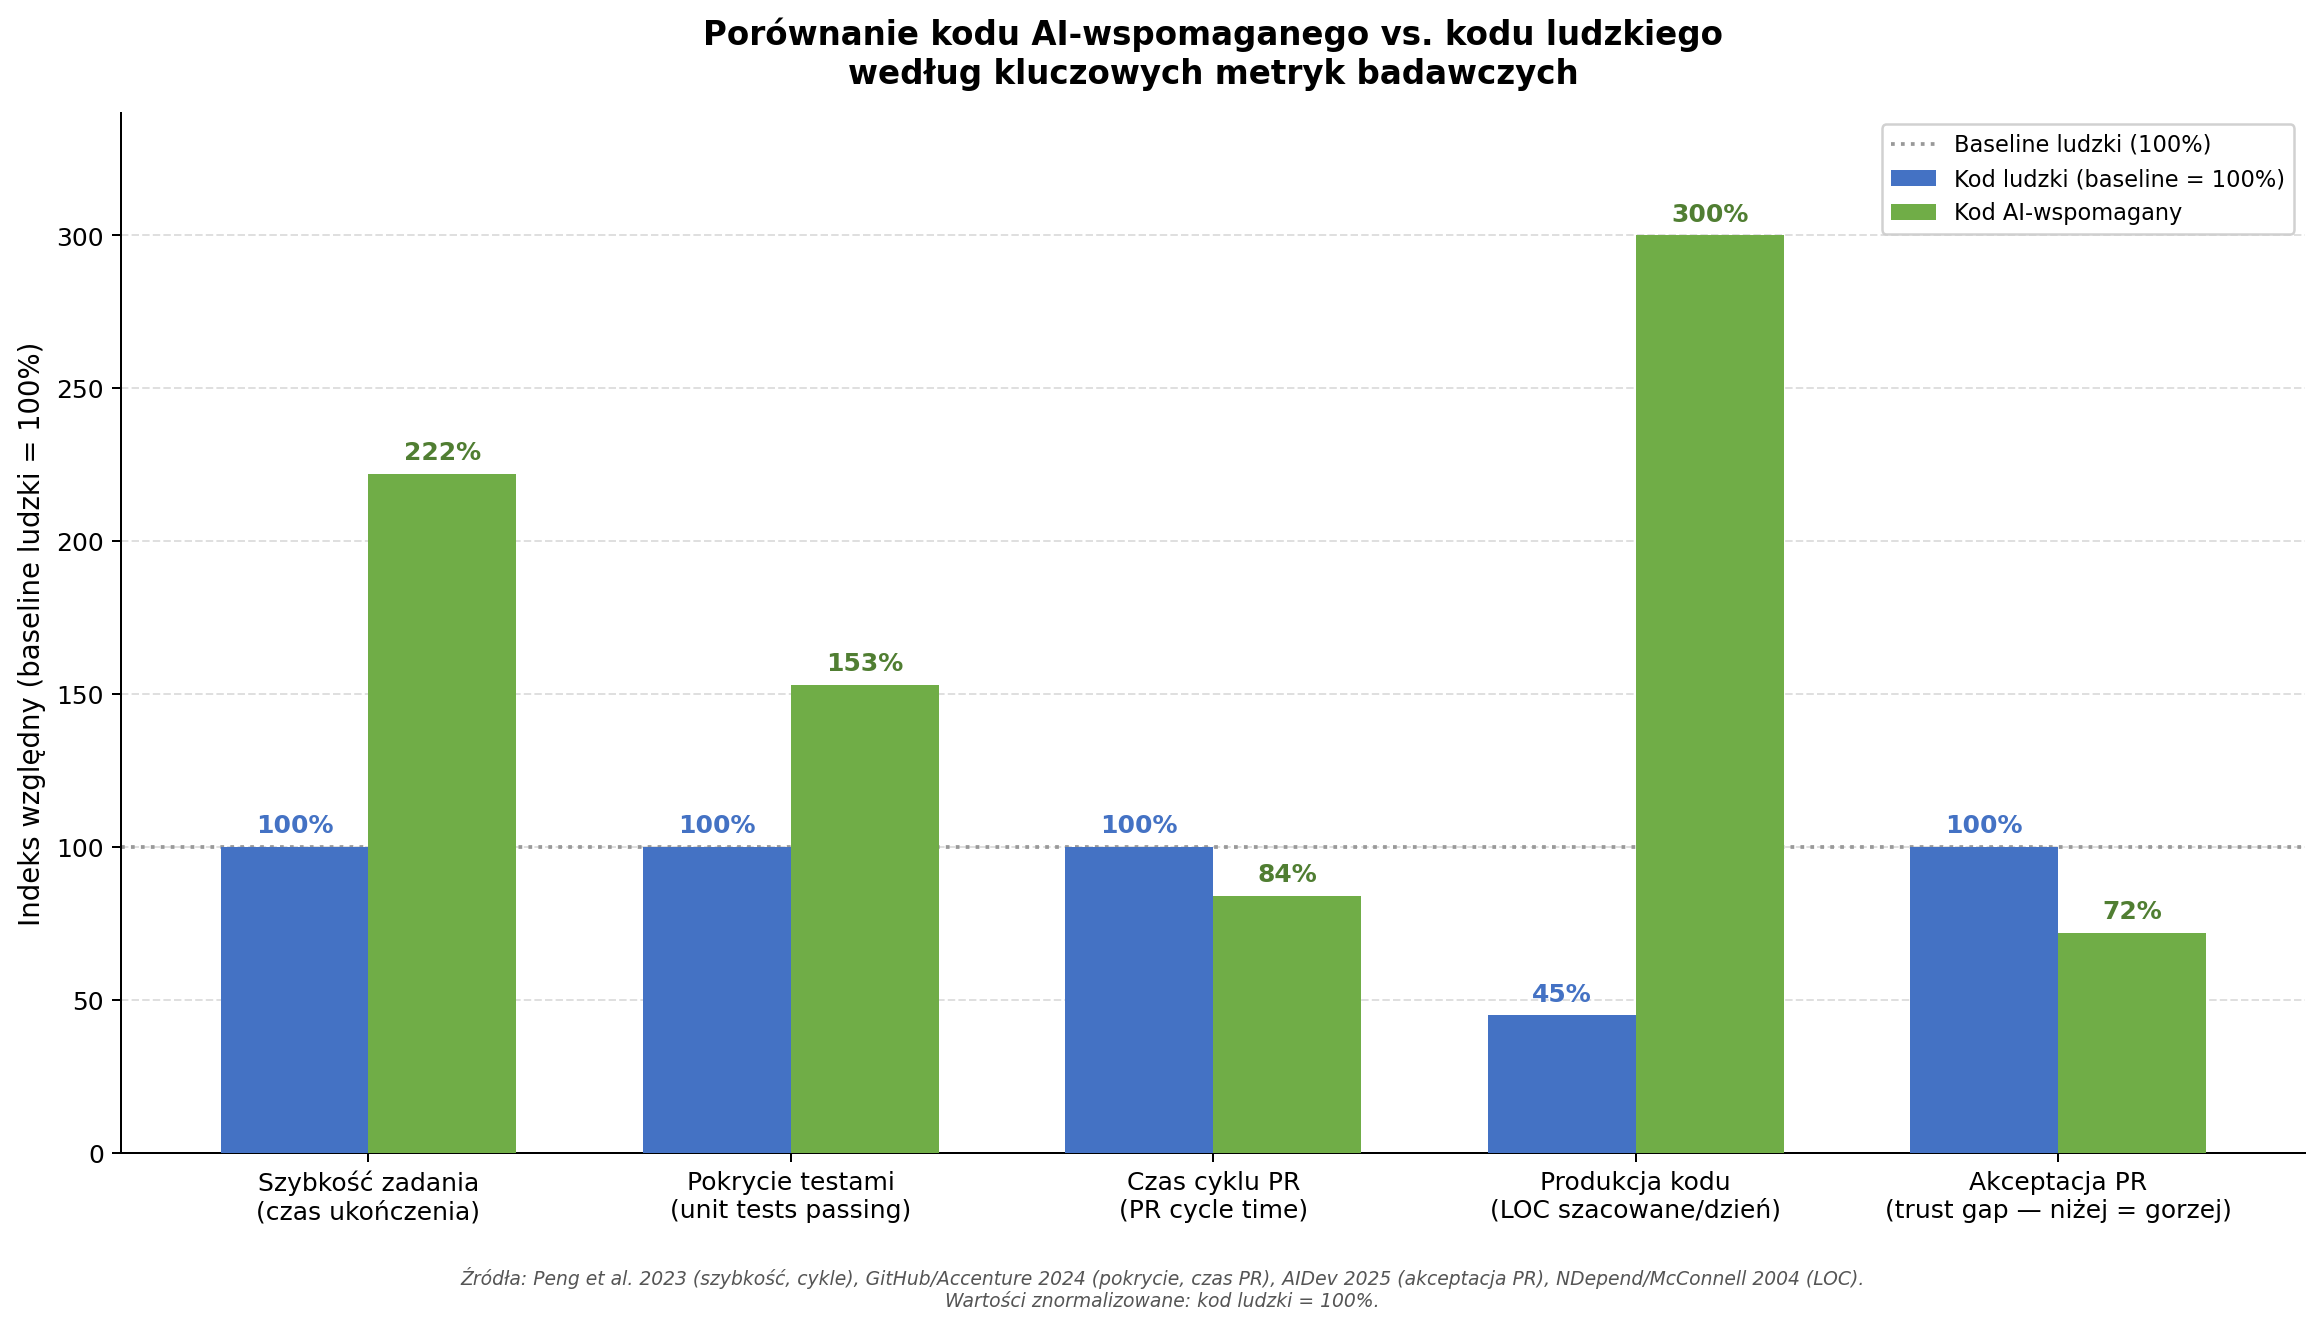 Porównanie kodu AI-wspomaganego vs. kodu ludzkiego
według kluczowych metryk badawczych
Baseline ludzki (100%)
Kod ludzki (baseline = 100%)
Kod AI-wspomagany
Indeks względny (baseline ludzki = 100%)
300
250
200
150
100
50
0
100%
222%
100%
153%
100%
84%
45%
300%
100%
72%
Szybkość zadania
(czas ukończenia)
Pokrycie testami
(unit tests passing)
Czas cyklu PR
(PR cycle time)
Produkcja kodu
(LOC szacowane/dzień)
Akceptacja PR
(trust gap — niżej = gorzej)
Źródła: Peng et al. 2023 (szybkość, cykle), GitHub/Accenture 2024 (pokrycie, czas PR), AIDev 2025 (akceptacja PR), NDepend/McConnell 2004 (LOC).
Wartości znormalizowane: kod ludzki = 100%.